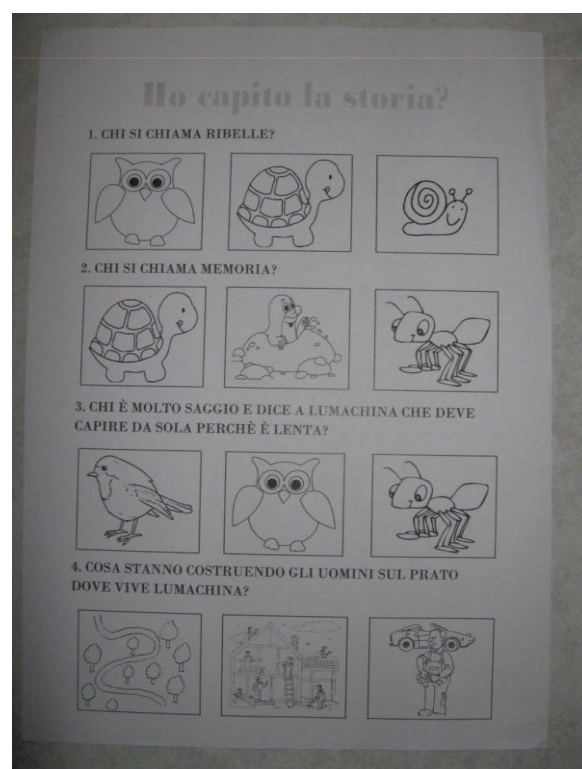 Ho capito la storia?
1. CHI SI CHIAMA RIBELLE?
2. CHI SI CHIAMA MEMORIA?
3. CHI È MOLTO SAGGIO E DICE A LUMACHINA CHE DEVE
CAPIRE DA SOLA PERCHÈ È LENTA?
4. COSA STANNO COSTRUENDO GLI UOMINI SUL PRATO
DOVE VIVE LUMACHINA?